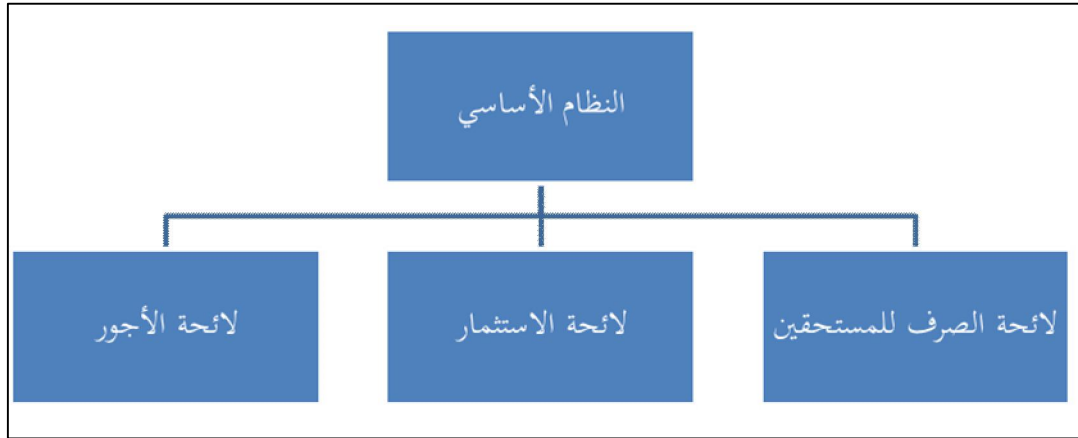 النظام الأساسي
لائحة الصرف للمستحقين
لائحة الاستثمار
لائحة الأجور